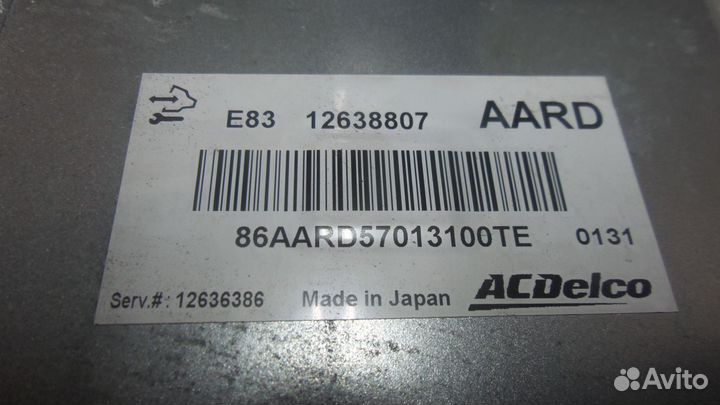 E83 12638807 AARD
86AARD57013100TE 0131
Serv.#: 12636386 Made in Japan ACDelco
Avito